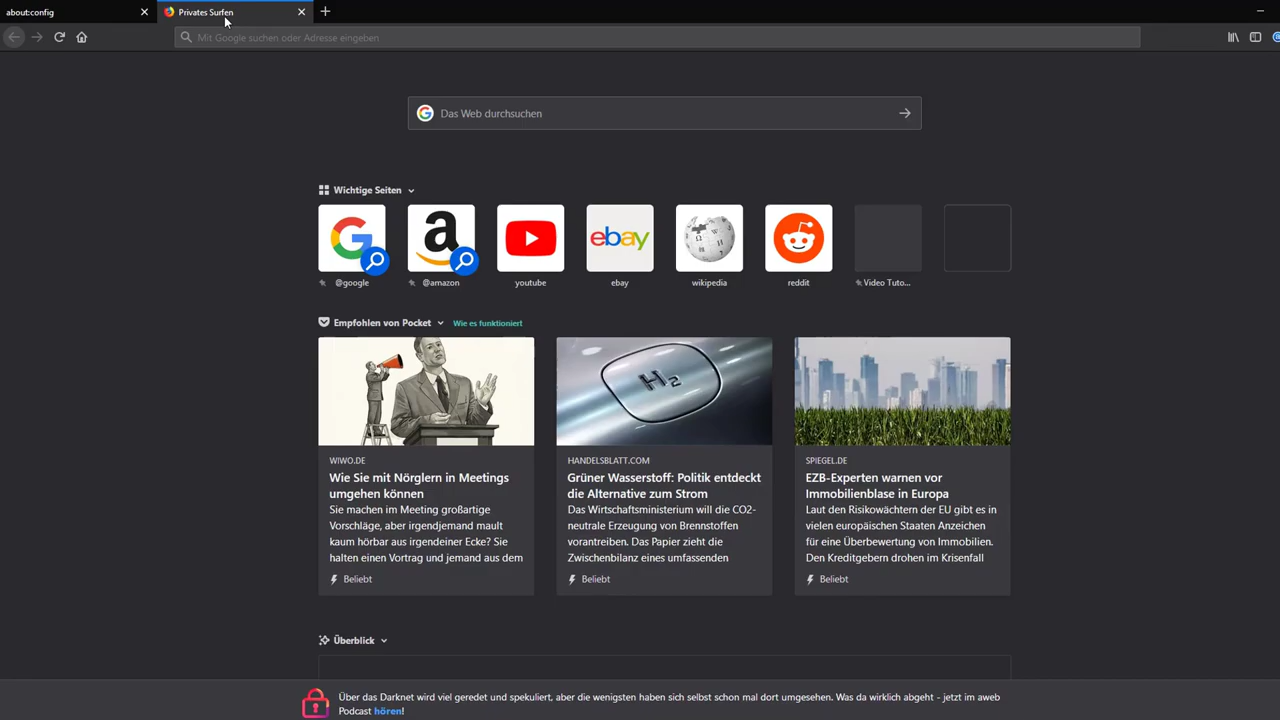 about:config
Privates Surfen
Mit Google suchen oder Adresse eingeben
Das Web durchsuchen
Wichtige Seiten
a
ebay
@google
@amazon
youtube
ebay
wikipedia
reddit
Video Tuto...
Empfohlen von Pocket
Wie es funktioniert
H2
WIWO.DE
Wie Sie mit Nörglern in Meetings
umgehen können
Sie machen im Meeting großartige
Vorschläge, aber irgendjemand mault
kaum hörbar aus irgendeiner Ecke? Sie
halten einen Vortrag und jemand aus dem
Beliebt
HANDELSBLATT.COM
Grüner Wasserstoff: Politik entdeckt
die Alternative zum Strom
Das Wirtschaftsministerium will die CO2-
neutrale Erzeugung von Brennstoffen
vorantreiben. Das Papier zieht die
Zwischenbilanz eines umfassenden
Beliebt
SPIEGEL.DE
EZB-Experten warnen vor
Immobilienblase in Europa
Laut den Risikowächtern der EU gibt es in
vielen europäischen Staaten Anzeichen
für eine Überbewertung von Immobilien.
Den Kreditgebern drohen im Krisenfall
Beliebt
Überblick
Über das Darknet wird viel geredet und spekuliert, aber die wenigsten haben sich selbst schon mal dort umgesehen. Was da wirklich abgeht - jetzt im aweb
Podcast hören!